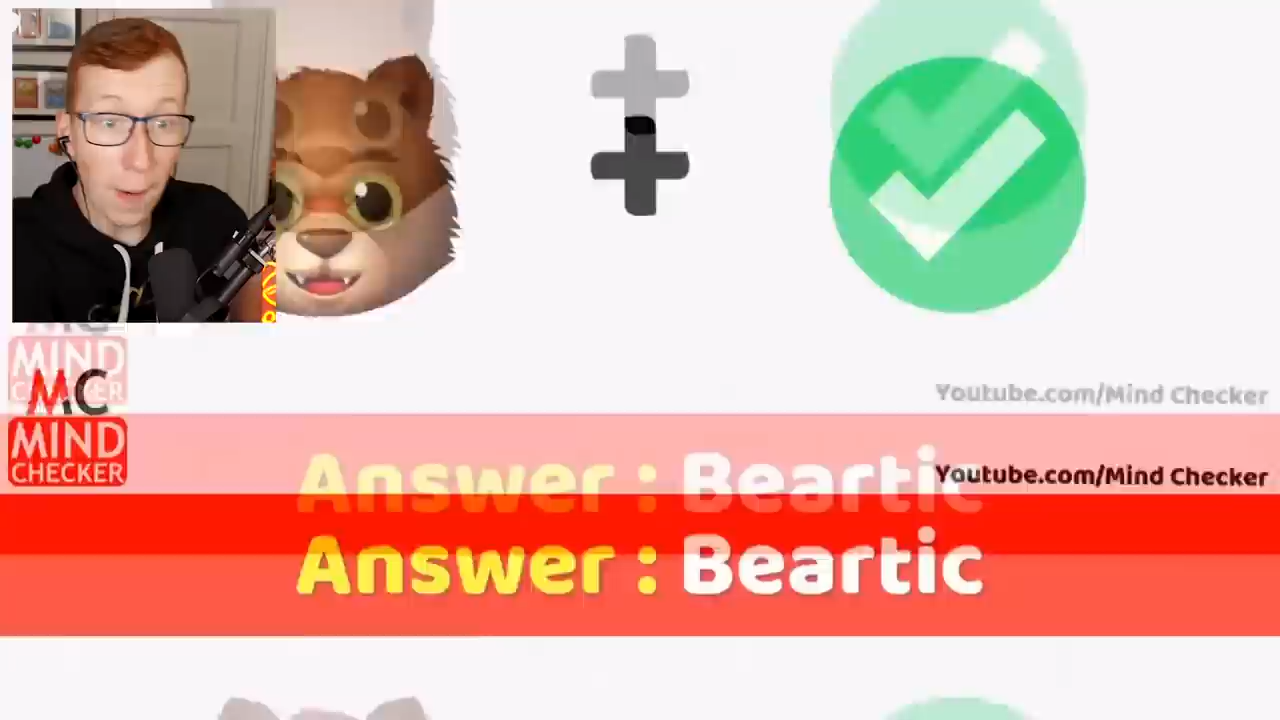 MIND
CHECKER
MC
MIND
CHECKER
Youtube.com/Mind Checker
Answer : Beartic
Youtube.com/Mind Checker
Answer : Beartic